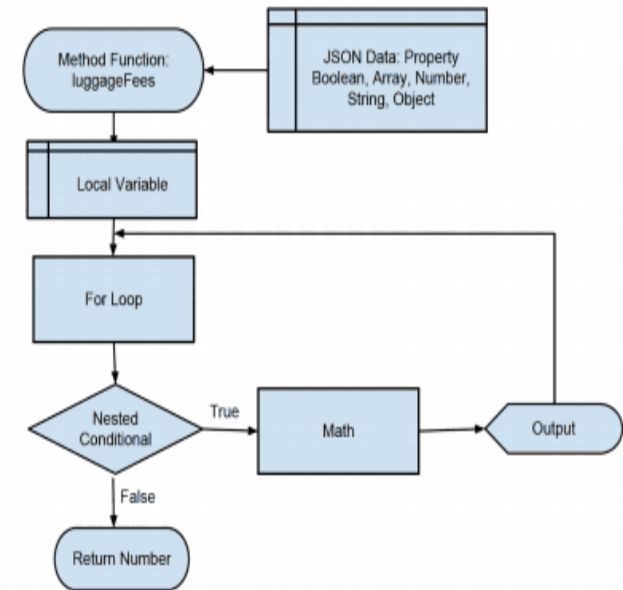 Method Function:
luggageFees
JSON Data: Property
Boolean, Array, Number,
String, Object
Local Variable
For Loop
Nested
Conditional
True
Math
Output
False
Return Number